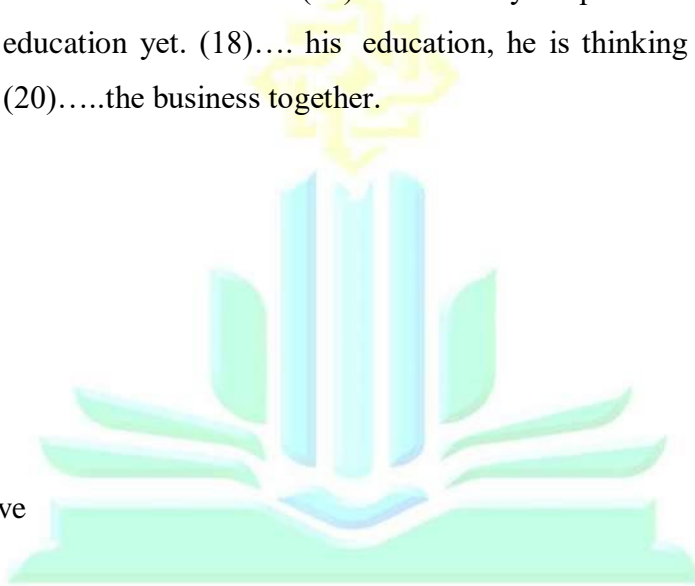 education yet. (18)…. his education, he is thinking
(20)…..the business together.
ve